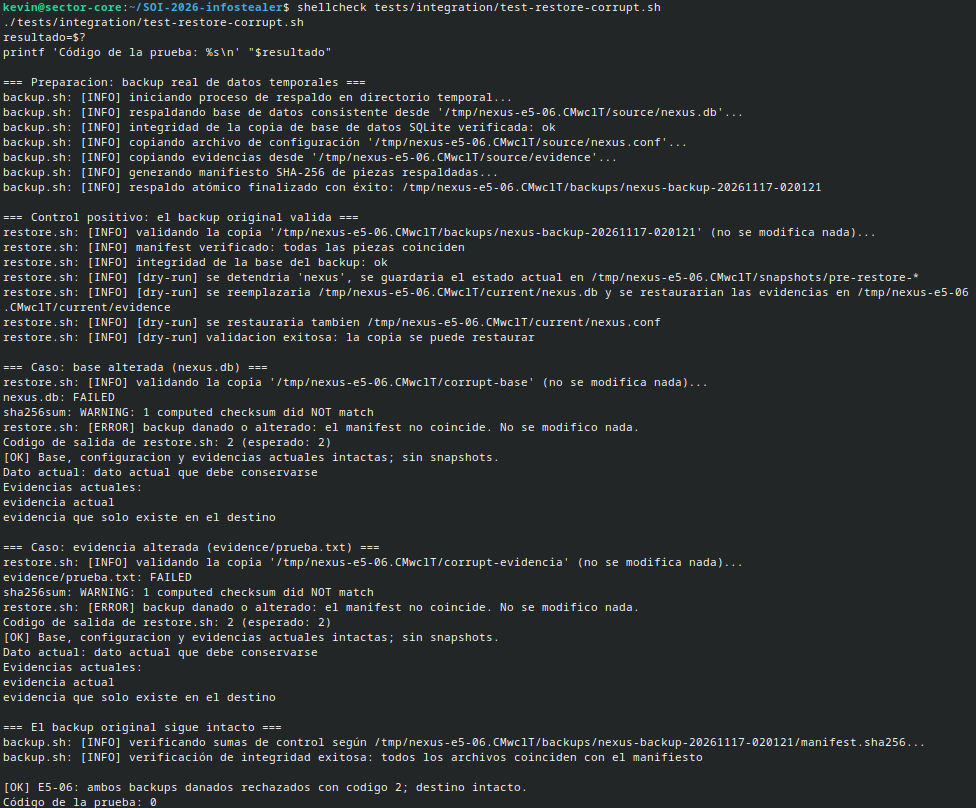 kevin@sector-core:~/SOI-2026-infostealer$ shellcheck tests/integration/test-restore-corrupt.sh
./tests/integration/test-restore-corrupt.sh
resultado=$?
printf 'Código de la prueba: %s\n' "$resultado"
=== Preparacion: backup real de datos temporales ===
backup.sh: [INFO] iniciando proceso de respaldo en directorio temporal...
backup.sh: [INFO] respaldando base de datos consistente desde '/tmp/nexus-e5-06.CMwclT/source/nexus.db'...
backup.sh: [INFO] integridad de la copia de base de datos SQLite verificada: ok
backup.sh: [INFO] copiando archivo de configuración '/tmp/nexus-e5-06.CMwclT/source/nexus.conf'...
backup.sh: [INFO] copiando evidencias desde '/tmp/nexus-e5-06.CMwclT/source/evidence'...
backup.sh: [INFO] generando manifiesto SHA-256 de piezas respaldadas...
backup.sh: [INFO] respaldo atómico finalizado con éxito: /tmp/nexus-e5-06.CMwclT/backups/nexus-backup-20261117-020121
=== Control positivo: el backup original valida ===
restore.sh: [INFO] validando la copia '/tmp/nexus-e5-06.CMwclT/backups/nexus-backup-20261117-020121' (no se modifica nada)...
restore.sh: [INFO] manifest verificado: todas las piezas coinciden
restore.sh: [INFO] integridad de la base del backup: ok
restore.sh: [INFO] [dry-run] se detendria 'nexus', se guardaria el estado actual en /tmp/nexus-e5-06.CMwclT/snapshots/pre-restore-*
restore.sh: [INFO] [dry-run] se reemplazaria /tmp/nexus-e5-06.CMwclT/current/nexus.db y se restaurarian las evidencias en /tmp/nexus-e5-06
.CMwclT/current/evidence
restore.sh: [INFO] [dry-run] se restauraria tambien /tmp/nexus-e5-06.CMwclT/current/nexus.conf
restore.sh: [INFO] [dry-run] validacion exitosa: la copia se puede restaurar
=== Caso: base alterada (nexus.db) ===
restore.sh: [INFO] validando la copia '/tmp/nexus-e5-06.CMwclT/corrupt-base' (no se modifica nada)...
nexus.db: FAILED
sha256sum: WARNING: 1 computed checksum did NOT match
restore.sh: [ERROR] backup danado o alterado: el manifest no coincide. No se modifico nada.
Codigo de salida de restore.sh: 2 (esperado: 2)
[OK] Base, configuracion y evidencias actuales intactas; sin snapshots.
Dato actual: dato actual que debe conservarse
Evidencias actuales:
evidencia actual
evidencia que solo existe en el destino
=== Caso: evidencia alterada (evidence/prueba.txt) ===
restore.sh: [INFO] validando la copia '/tmp/nexus-e5-06.CMwclT/corrupt-evidencia' (no se modifica nada)...
evidence/prueba.txt: FAILED
sha256sum: WARNING: 1 computed checksum did NOT match
restore.sh: [ERROR] backup danado o alterado: el manifest no coincide. No se modifico nada.
Codigo de salida de restore.sh: 2 (esperado: 2)
[OK] Base, configuracion y evidencias actuales intactas; sin snapshots.
Dato actual: dato actual que debe conservarse
Evidencias actuales:
evidencia actual
evidencia que solo existe en el destino
=== El backup original sigue intacto ===
backup.sh: [INFO] verificando sumas de control según /tmp/nexus-e5-06.CMwclT/backups/nexus-backup-20261117-020121/manifest.sha256...
backup.sh: [INFO] verificación de integridad exitosa: todos los archivos coinciden con el manifiesto
[OK] E5-06: ambos backups danados rechazados con codigo 2; destino intacto.
Código de la prueba: 0